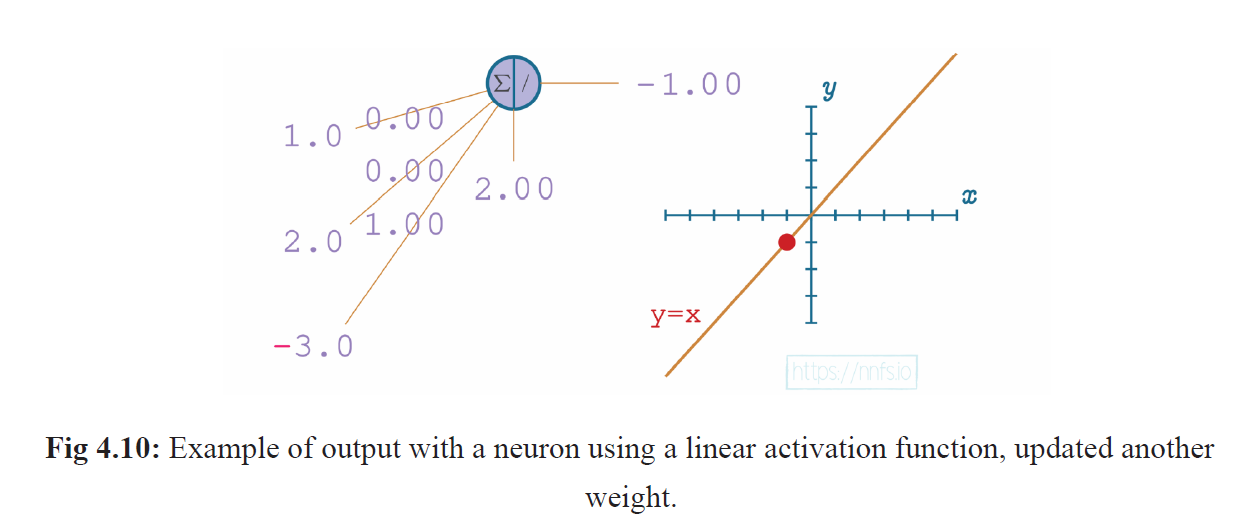 Σ /
-1.00
1.0
0.00
2.0
0.00
-3.0
1.00
2.00
y
x
y=x
https://nnfs.io
Fig 4.10: Example of output with a neuron using a linear activation function, updated another
weight.